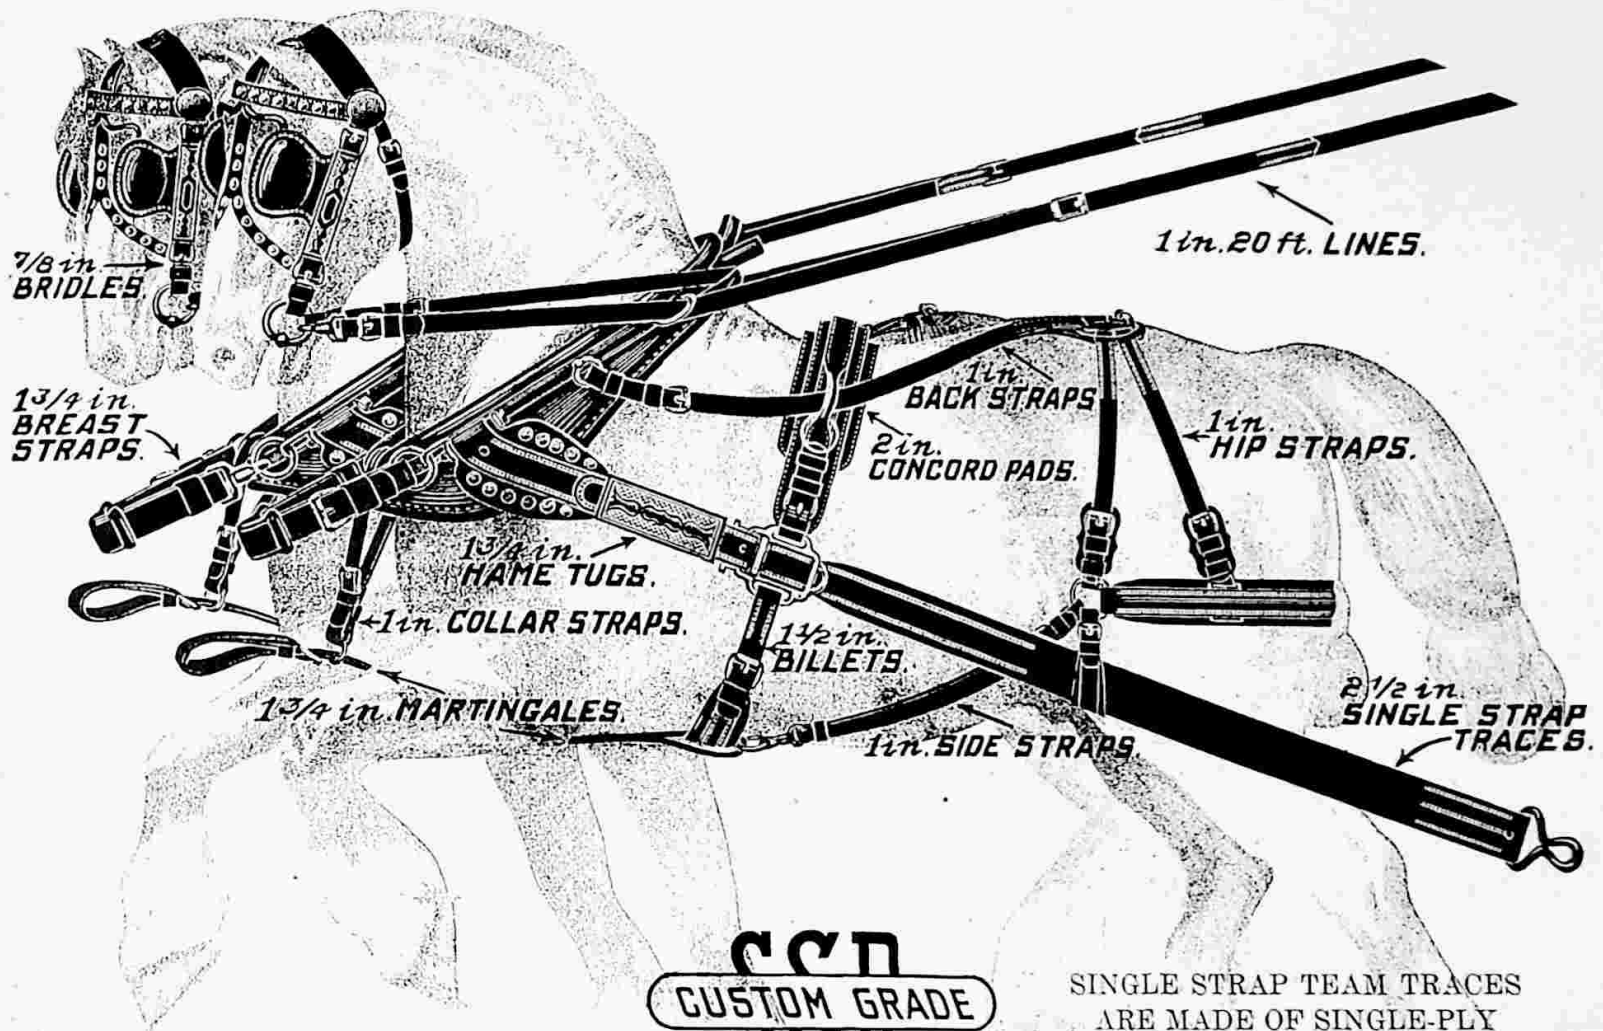 7/8 in.
BRIDLES.
1 in. 20 ft. LINES.
1 3/4 in.
BREAST
STRAPS.
1 in.
BACK STRAPS
2 in.
CONCORD PADS.
1 in.
HIP STRAPS.
1 3/4 in.
HAME TUGS.
1 in. COLLAR STRAPS.
1 1/2 in.
BILLETS.
1 3/4 in. MARTINGALES.
1 in. SIDE STRAPS.
2 1/2 in.
SINGLE STRAP
TRACES.
CUSTOM GRADE
SINGLE STRAP TEAM TRACES
ARE MADE OF SINGLE-PLY